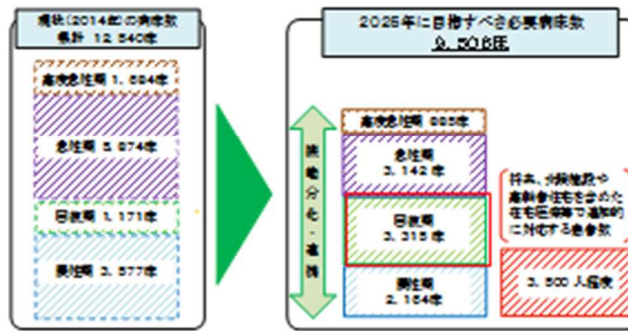 現状（2014年）の病床数
累計 12,840床
高度急性期 1,684床
急性期 5,874床
回復期 1,171床
慢性期 3,577床
2025年に目指すべき必要病床数
9,506床
機能分化・連携
高度急性期 885床
急性期
3,142床
回復期
3,315床
慢性期
2,164床
将来、介護施設や
高齢者住宅を含めた
在宅医療等で追加的
に対応する患者数
3,500人程度